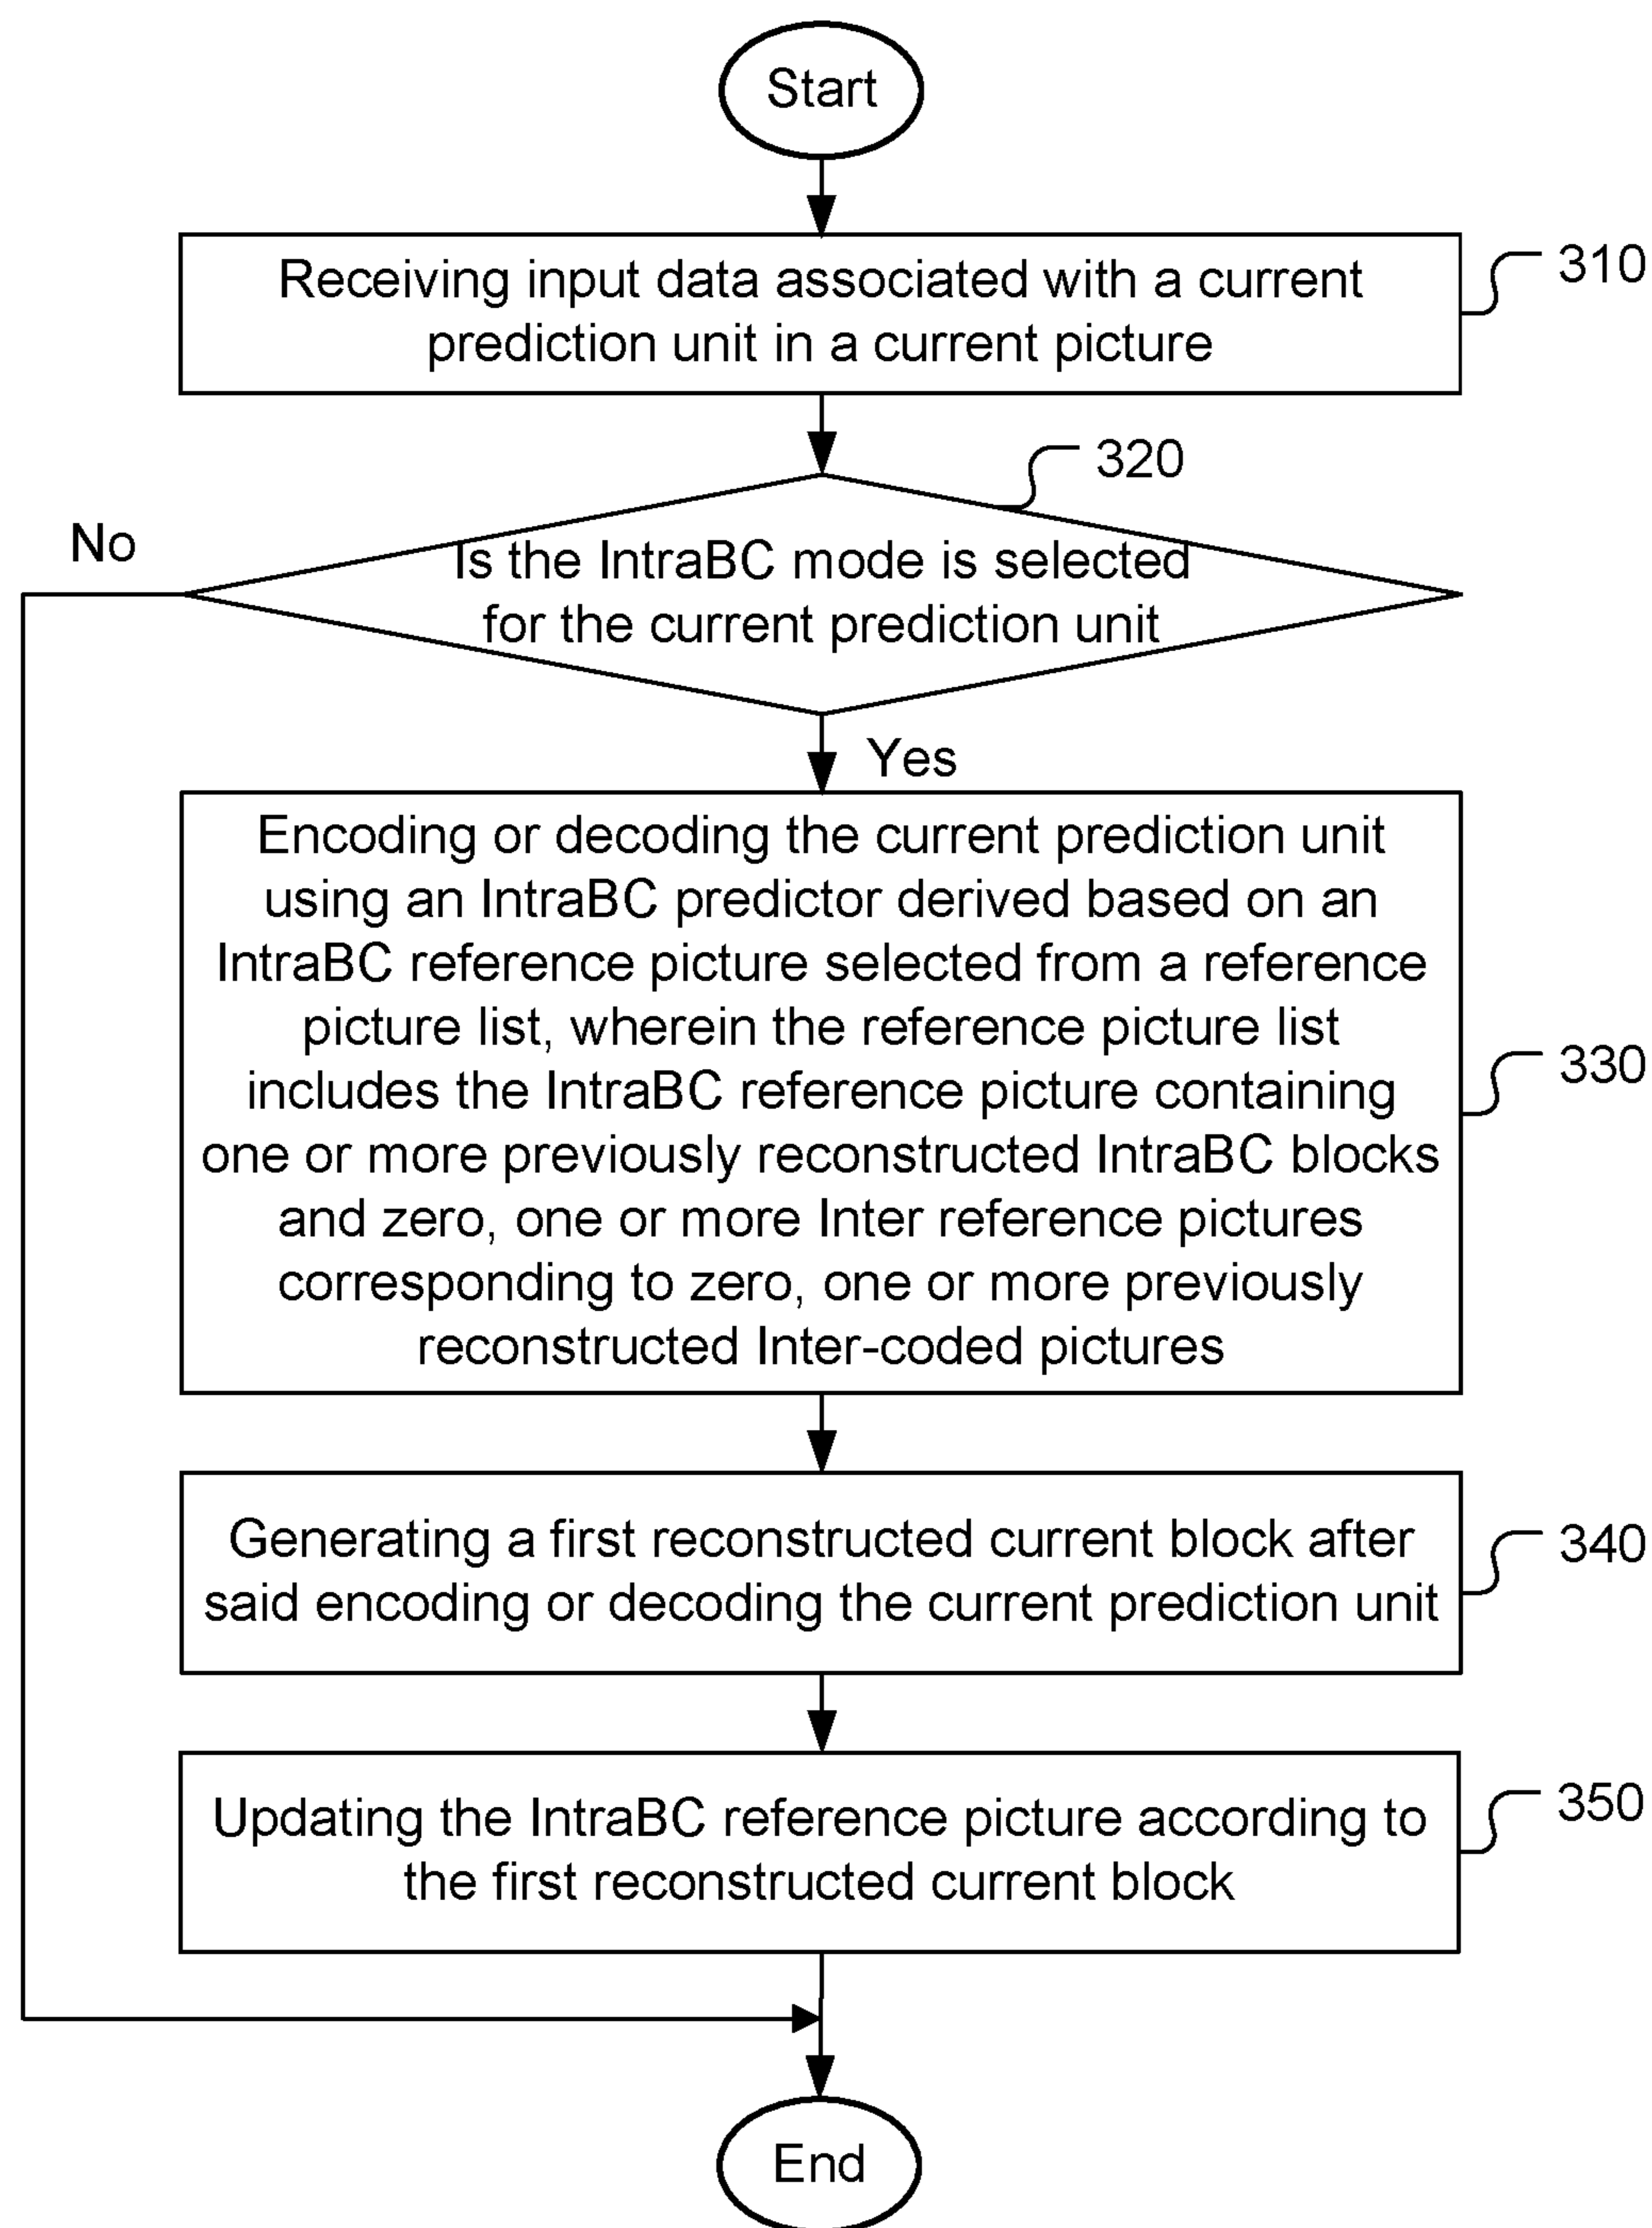 Start
Receiving input data associated with a current
prediction unit in a current picture
310
320
No
Is the IntraBC mode is selected
for the current prediction unit
Yes
Encoding or decoding the current prediction unit
using an IntraBC predictor derived based on an
IntraBC reference picture selected from a reference
picture list, wherein the reference picture list
includes the IntraBC reference picture containing
one or more previously reconstructed IntraBC blocks
and zero, one or more Inter reference pictures
corresponding to zero, one or more previously
reconstructed Inter-coded pictures
330
Generating a first reconstructed current block after
said encoding or decoding the current prediction unit
340
Updating the IntraBC reference picture according to
the first reconstructed current block
350
End